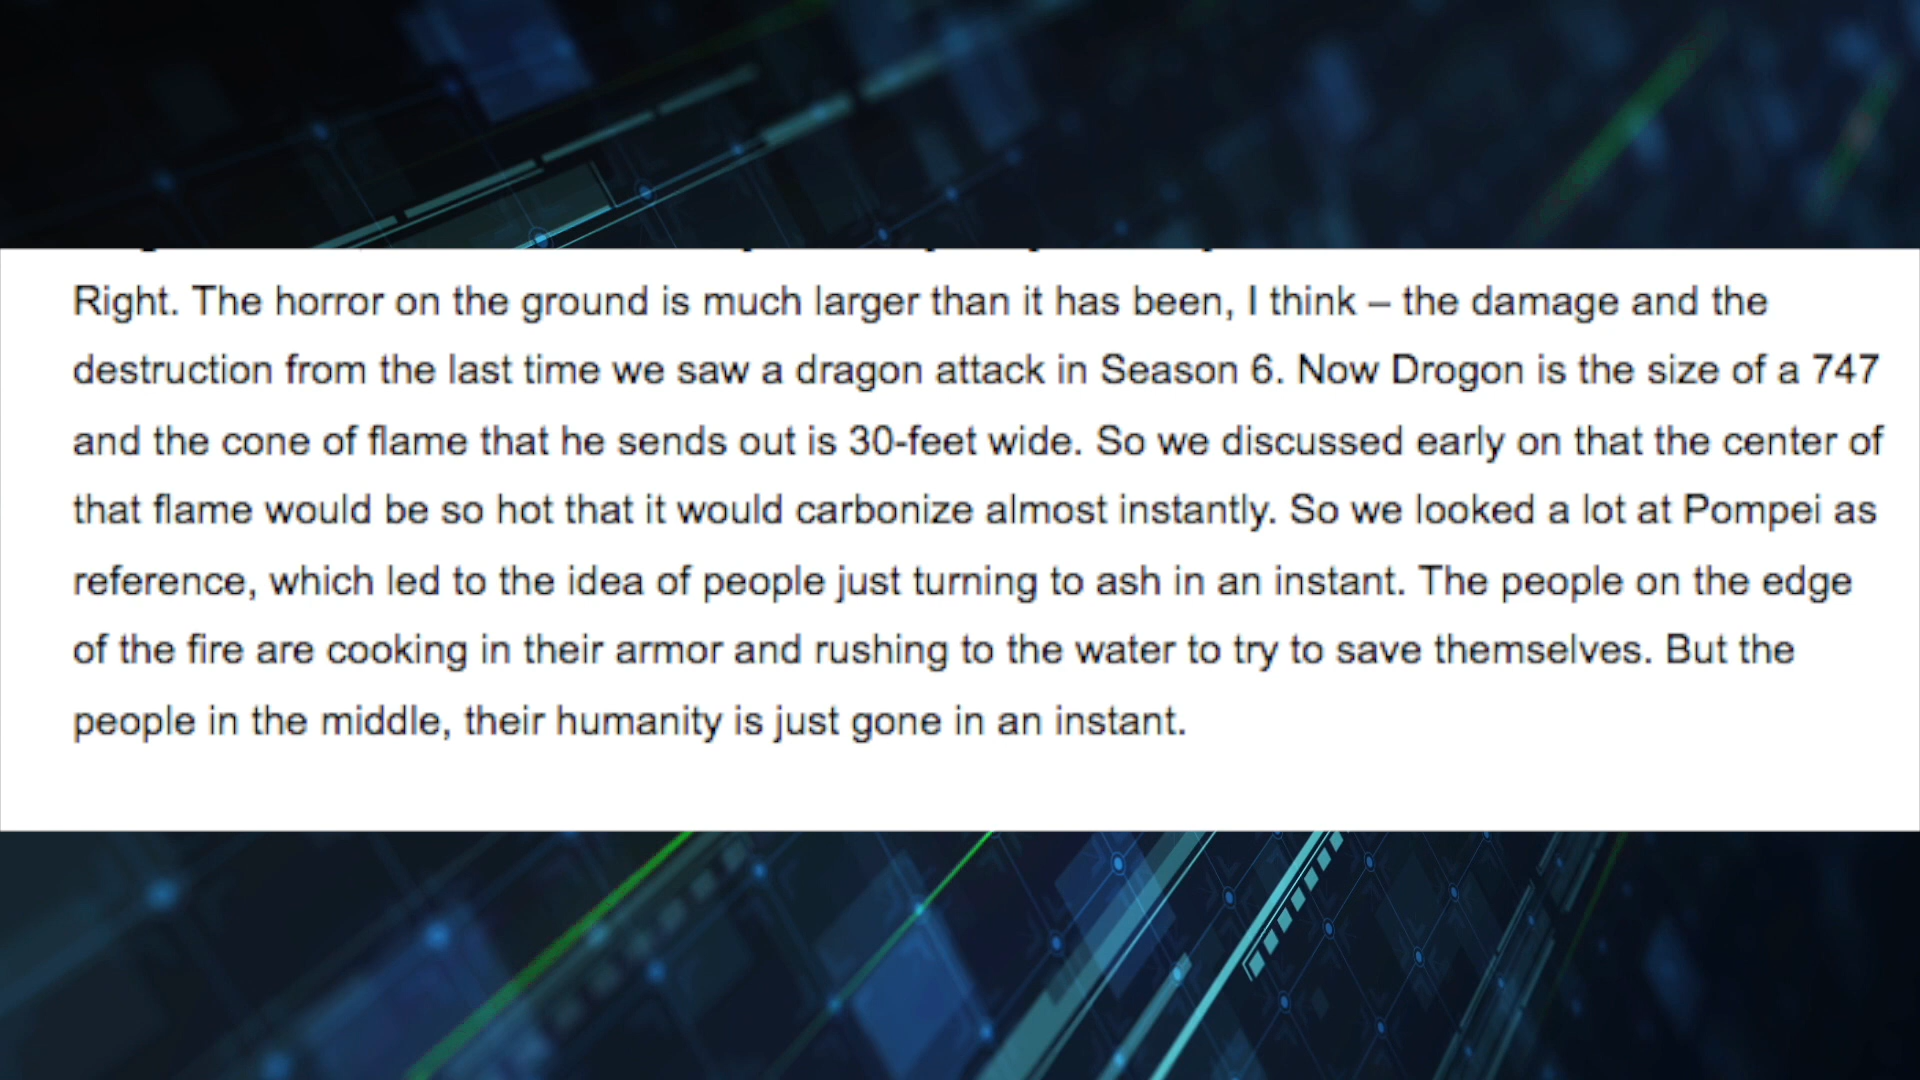 Right. The horror on the ground is much larger than it has been, I think – the damage and the
destruction from the last time we saw a dragon attack in Season 6. Now Drogon is the size of a 747
and the cone of flame that he sends out is 30-feet wide. So we discussed early on that the center of
that flame would be so hot that it would carbonize almost instantly. So we looked a lot at Pompei as
reference, which led to the idea of people just turning to ash in an instant. The people on the edge
of the fire are cooking in their armor and rushing to the water to try to save themselves. But the
people in the middle, their humanity is just gone in an instant.